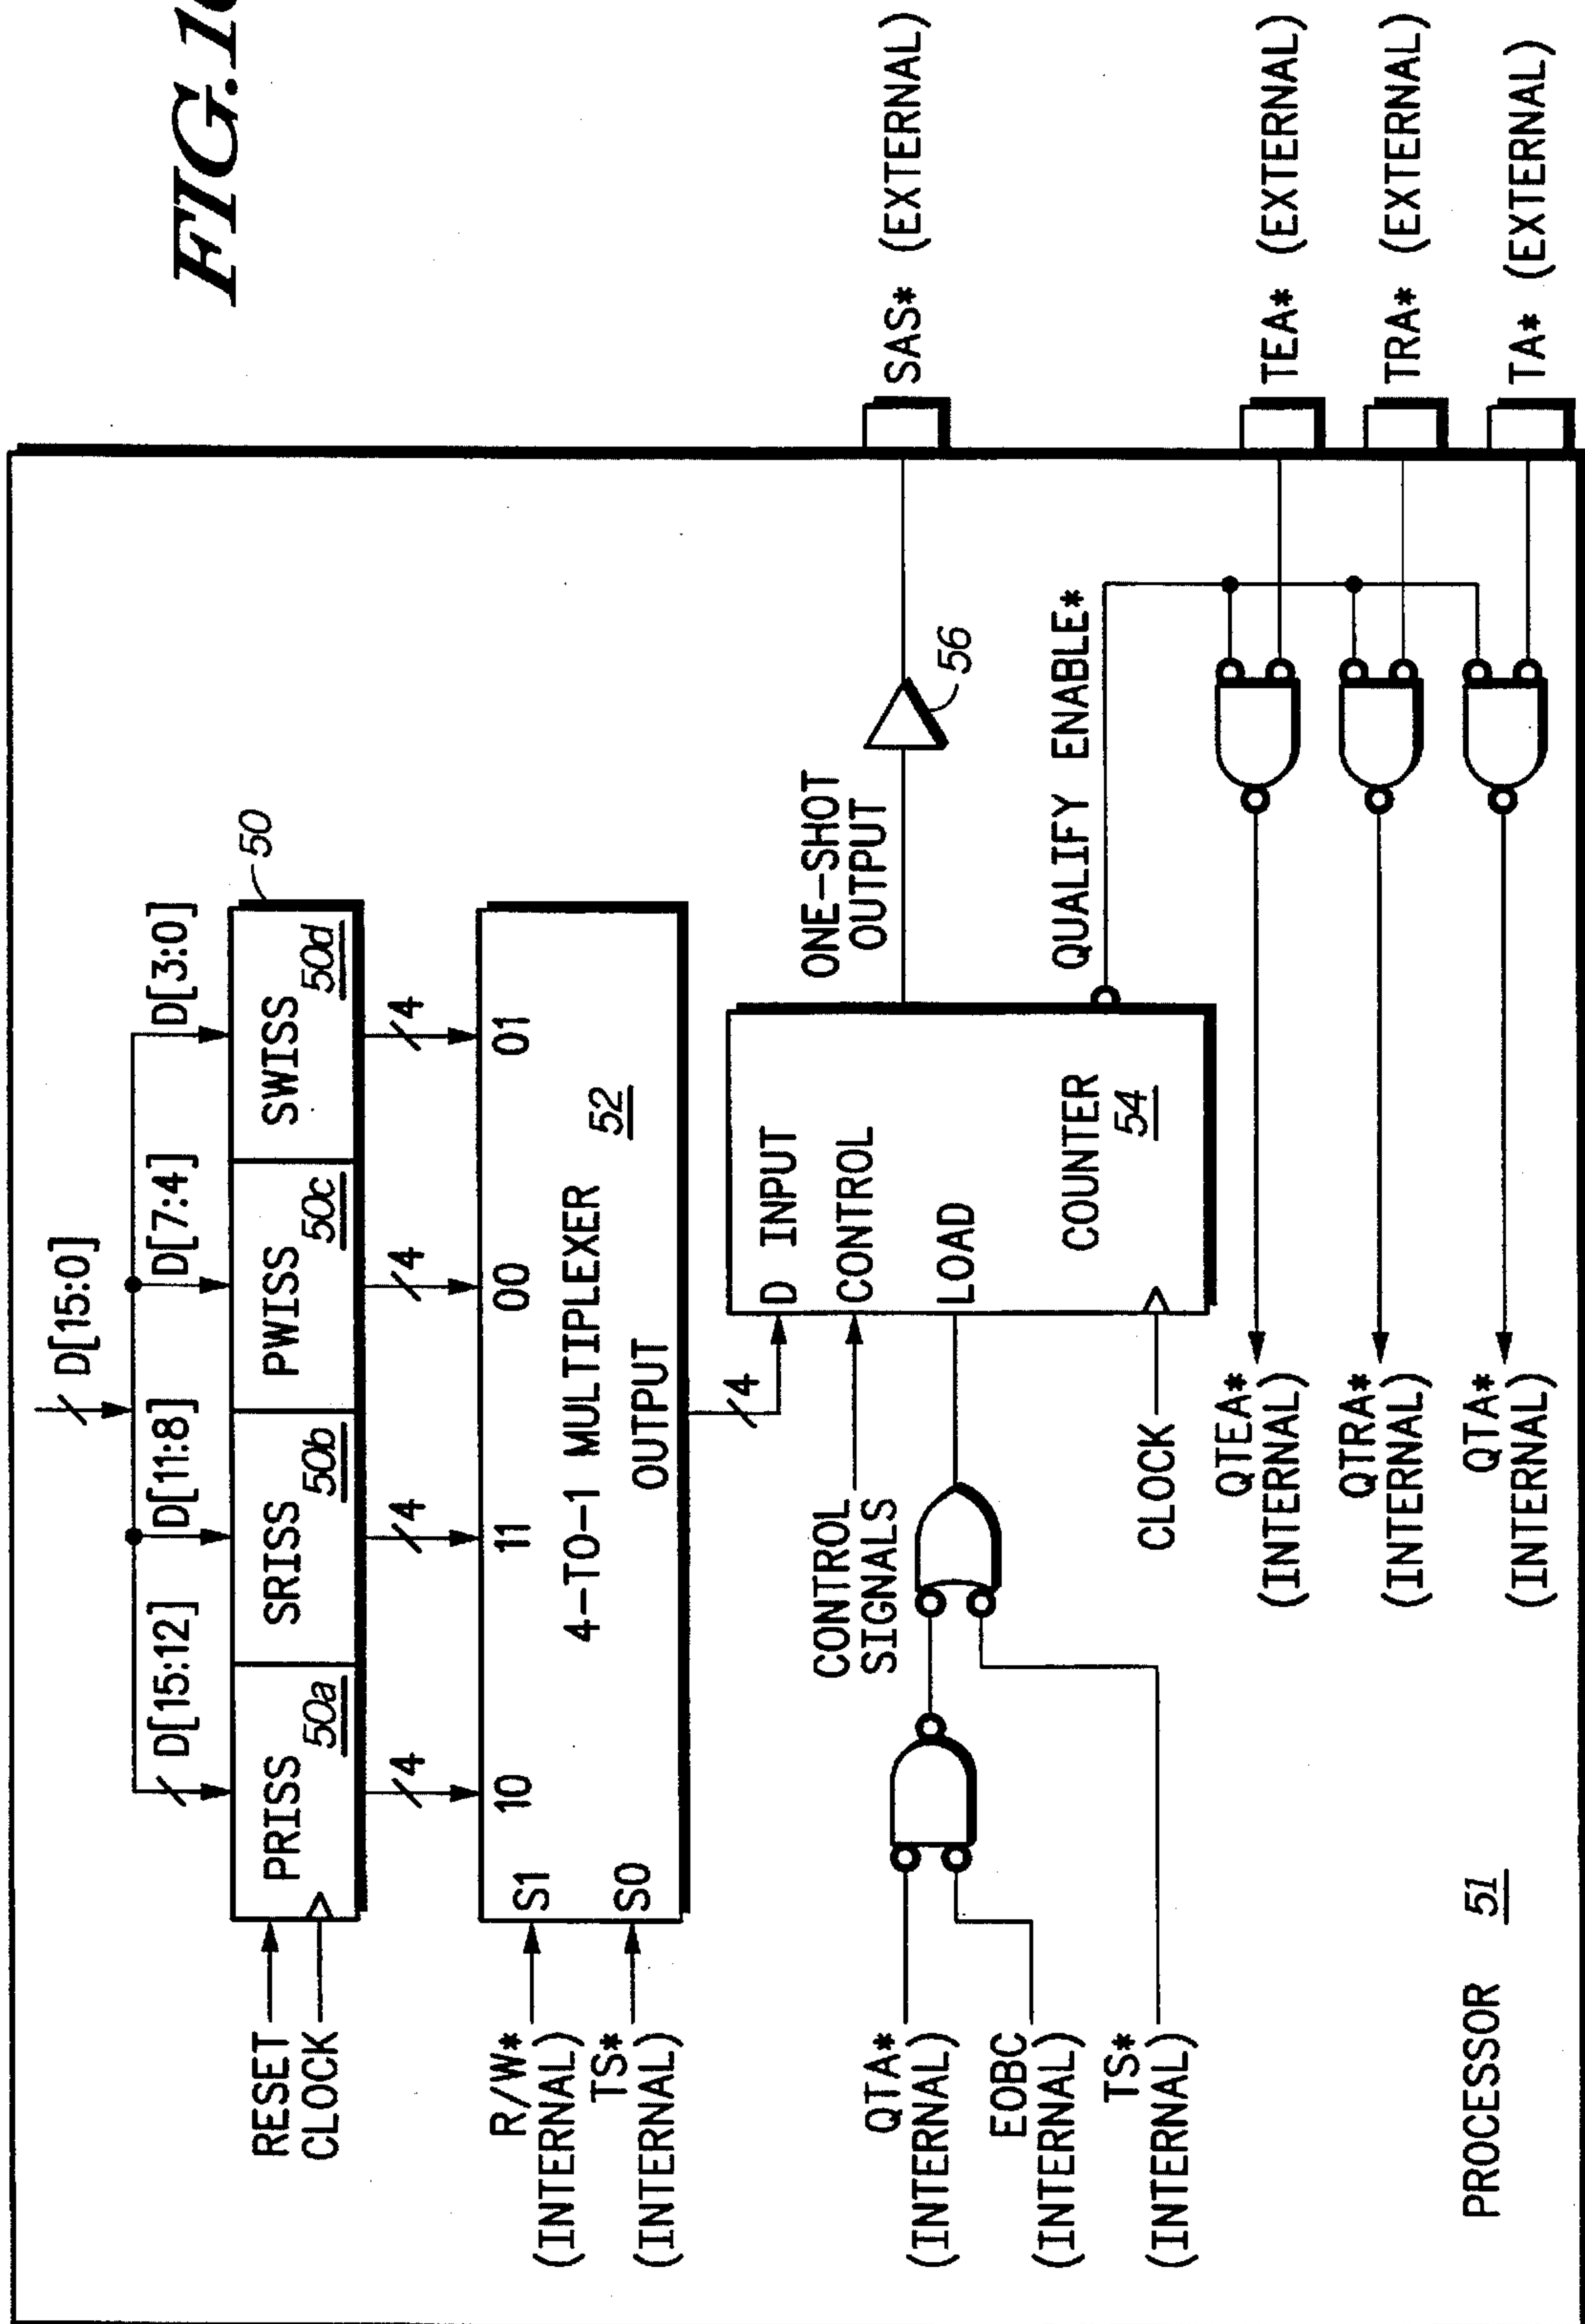 FIG.10
D[15:0]
D[15:12]
D[11:8]
D[7:4]
D[3:0]
50
RESET
CLOCK
PRISS
50a
SRISS
50b
PWISS
50c
SWISS
50d
4
4
4
4
10
11
00
01
S1
S0
4-TO-1 MULTIPLEXER
52
OUTPUT
R/W*
(INTERNAL)
TS*
(INTERNAL)
4
D INPUT
CONTROL
LOAD
COUNTER
54
CONTROL
SIGNALS
CLOCK
ONE-SHOT
OUTPUT
56
SAS* (EXTERNAL)
QUALIFY ENABLE*
QTA*
(INTERNAL)
EOBC
(INTERNAL)
TS*
(INTERNAL)
QTEA*
(INTERNAL)
QTRA*
(INTERNAL)
QTA*
(INTERNAL)
TEA* (EXTERNAL)
TRA* (EXTERNAL)
TA* (EXTERNAL)
PROCESSOR 51